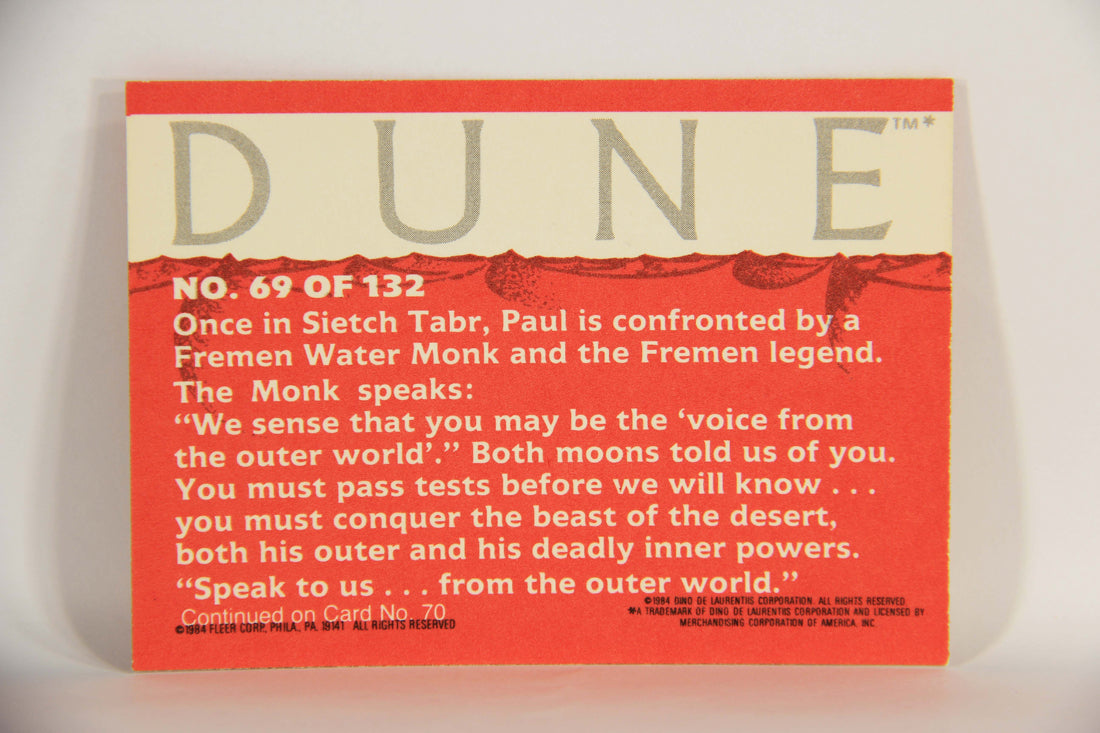 DUNE™*
NO. 69 OF 132
Once in Sietch Tabr, Paul is confronted by a
Fremen Water Monk and the Fremen legend.
The Monk speaks:
“We sense that you may be the ‘voice from
the outer world’.” Both moons told us of you.
You must pass tests before we will know . . .
you must conquer the beast of the desert,
both his outer and his deadly inner powers.
“Speak to us . . . from the outer world.”
Continued on Card No. 70
©1984 FLEER CORP., PHILA., PA. 19141 ALL RIGHTS RESERVED
©1984 DINO DE LAURENTIIS CORPORATION. ALL RIGHTS RESERVED.
*A TRADEMARK OF DINO DE LAURENTIIS CORPORATION AND LICENSED BY
MERCHANDISING CORPORATION OF AMERICA, INC.